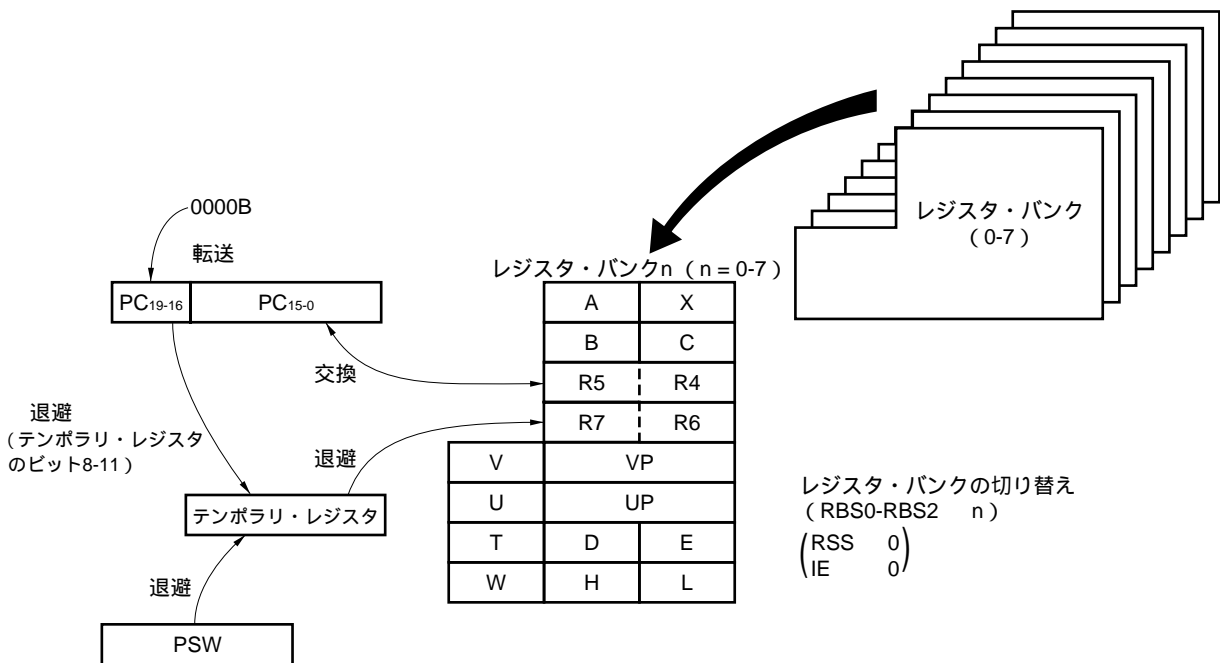 レジスタ・バンク
（0-7）
0000B
転送
レジスタ・バンクn（n = 0-7）
PC19-16
PC15-0
A
X
B
C
交換
R5
R4
退避
（テンポラリ・レジスタ
のビット8-11）
R7
R6
退避
V
VP
U
UP
テンポラリ・レジスタ
T
D
E
W
H
L
レジスタ・バンクの切り替え
（RBS0-RBS2 n）
(RSS 0
IE 0)
退避
PSW